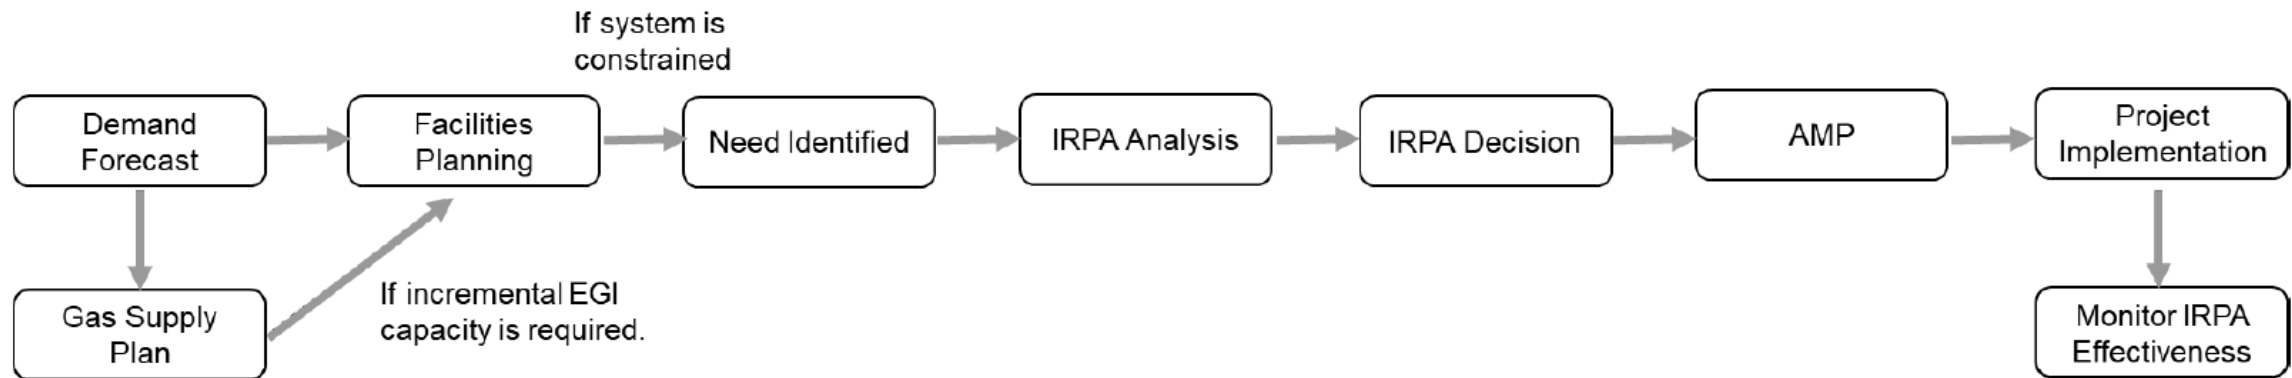 If system is
constrained
Demand
Forecast
Facilities
Planning
Need Identified
IRPA Analysis
IRPA Decision
AMP
Project
Implementation
Gas Supply
Plan
If incremental EGI
capacity is required.
Monitor IRPA
Effectiveness